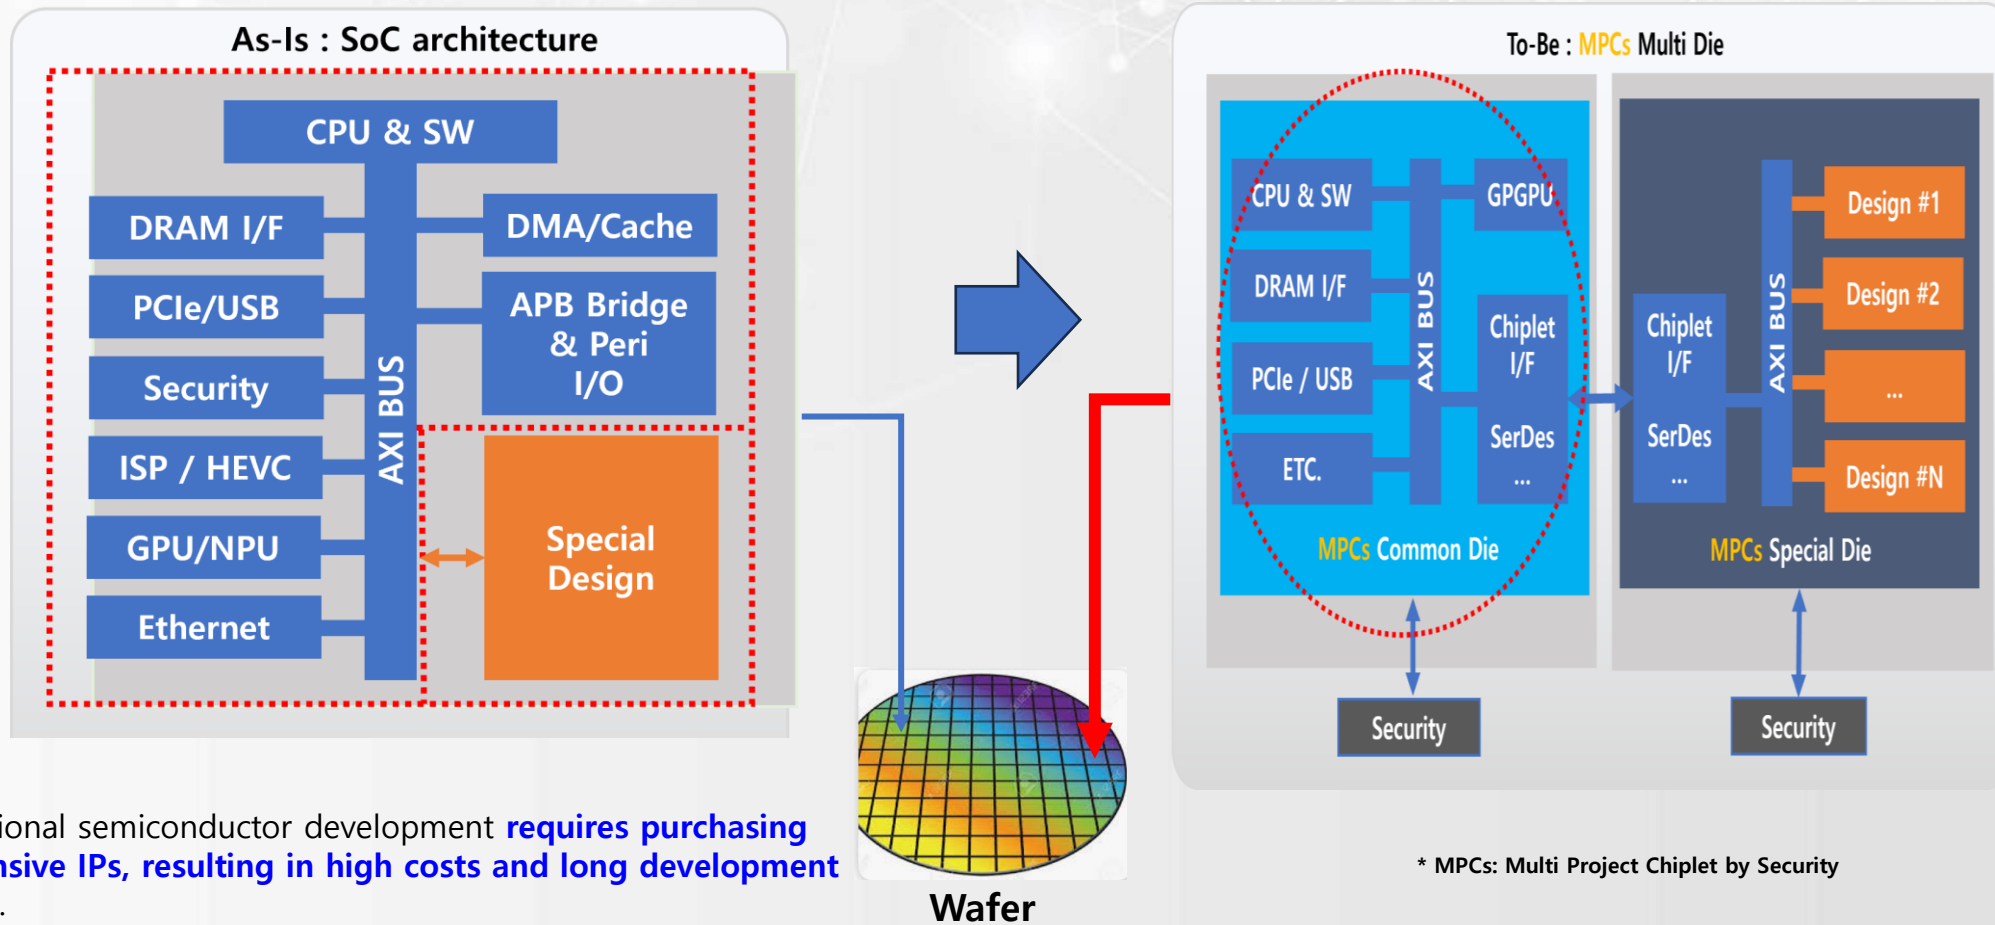 As-Is : SoC architecture
CPU & SW
DRAM I/F
DMA/Cache
PCIe/USB
APB Bridge
& Peri
I/O
Security
AXI BUS
ISP / HEVC
GPU/NPU
Special
Design
Ethernet
To-Be : MPCs Multi Die
CPU & SW
GPGPU
DRAM I/F
AXI BUS
Chiplet
I/F
PCIe / USB
SerDes
...
ETC.
MPCs Common Die
Chiplet
I/F
SerDes
...
AXI BUS
Design #1
Design #2
...
Design #N
MPCs Special Die
Security
Security
ional semiconductor development requires purchasing
nsive IPs, resulting in high costs and long development
.
Wafer
* MPCs: Multi Project Chiplet by Security